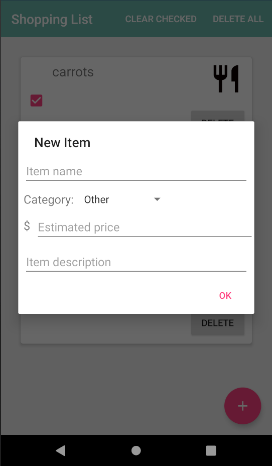 Shopping List CLEAR CHECKED DELETE ALL
carrots
DELETE
New Item
Item name
Category: Other
$ Estimated price
Item description
OK
DELETE
+